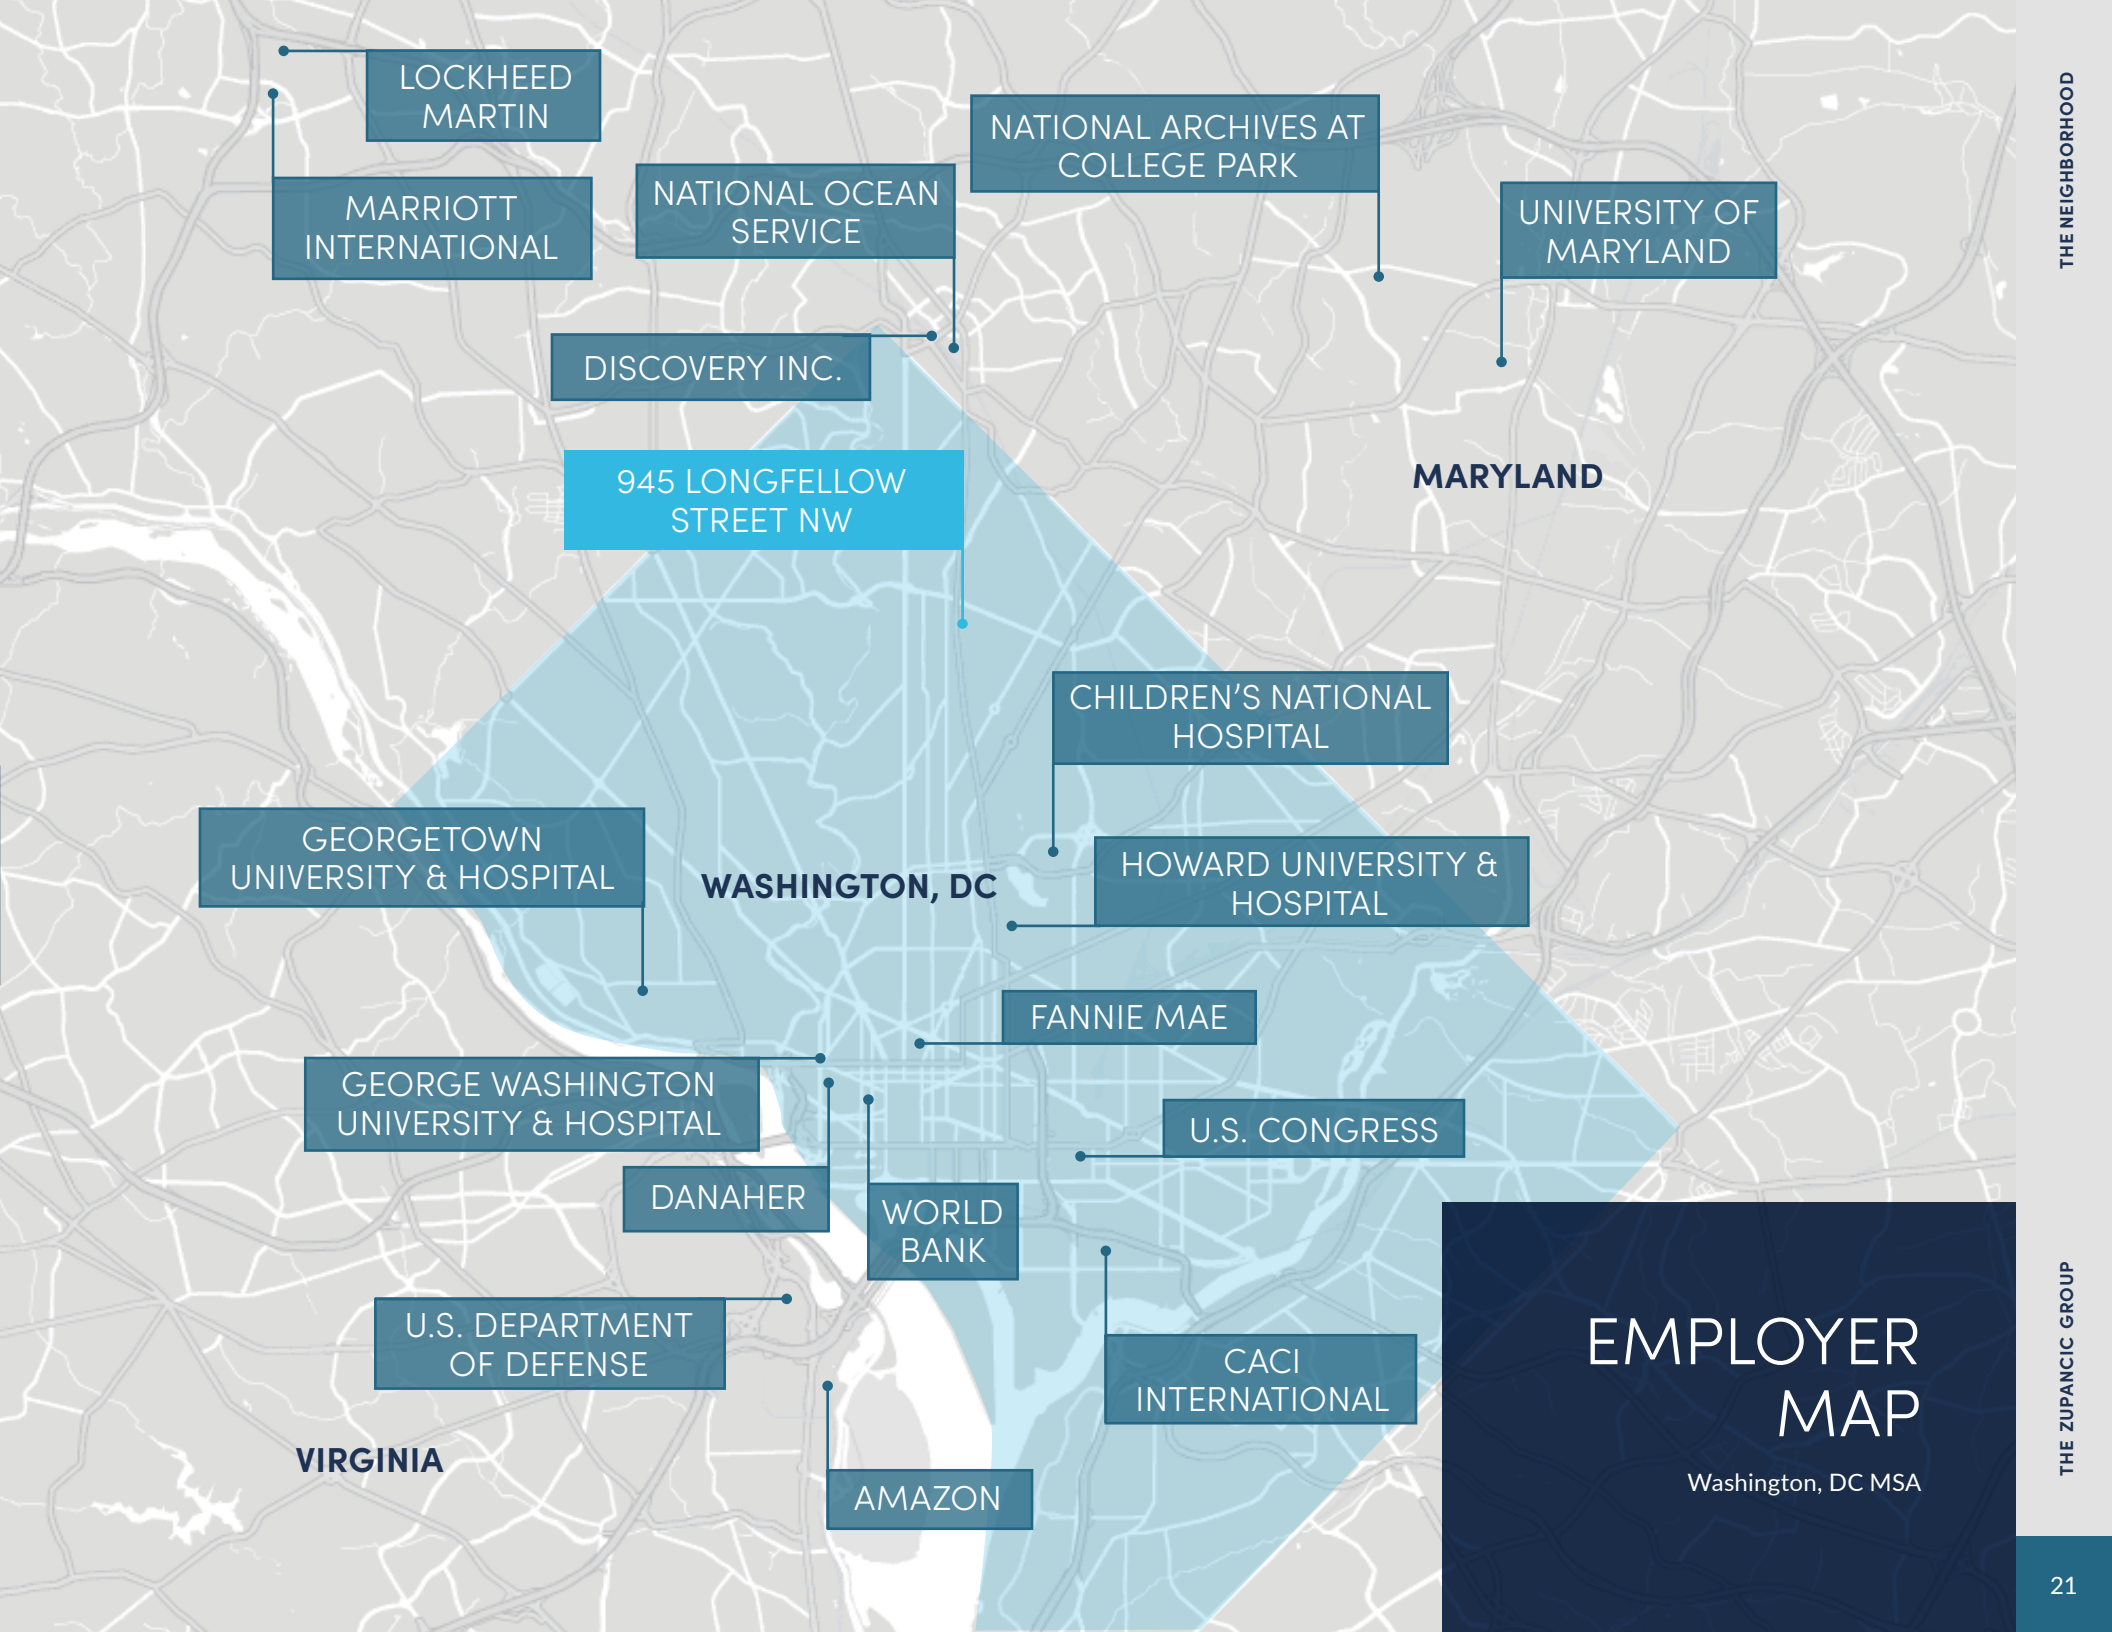 LOCKHEED
MARTIN
MARRIOTT
INTERNATIONAL
NATIONAL OCEAN
SERVICE
NATIONAL ARCHIVES AT
COLLEGE PARK
UNIVERSITY OF
MARYLAND
DISCOVERY INC.
945 LONGFELLOW
STREET NW
MARYLAND
CHILDREN'S NATIONAL
HOSPITAL
GEORGETOWN
UNIVERSITY & HOSPITAL
WASHINGTON, DC
HOWARD UNIVERSITY &
HOSPITAL
FANNIE MAE
GEORGE WASHINGTON
UNIVERSITY & HOSPITAL
U.S. CONGRESS
DANAHER
WORLD
BANK
U.S. DEPARTMENT
OF DEFENSE
CACI
INTERNATIONAL
VIRGINIA
AMAZON
EMPLOYER
MAP
Washington, DC MSA
THE NEIGHBORHOOD
THE ZUPANCIC GROUP
21